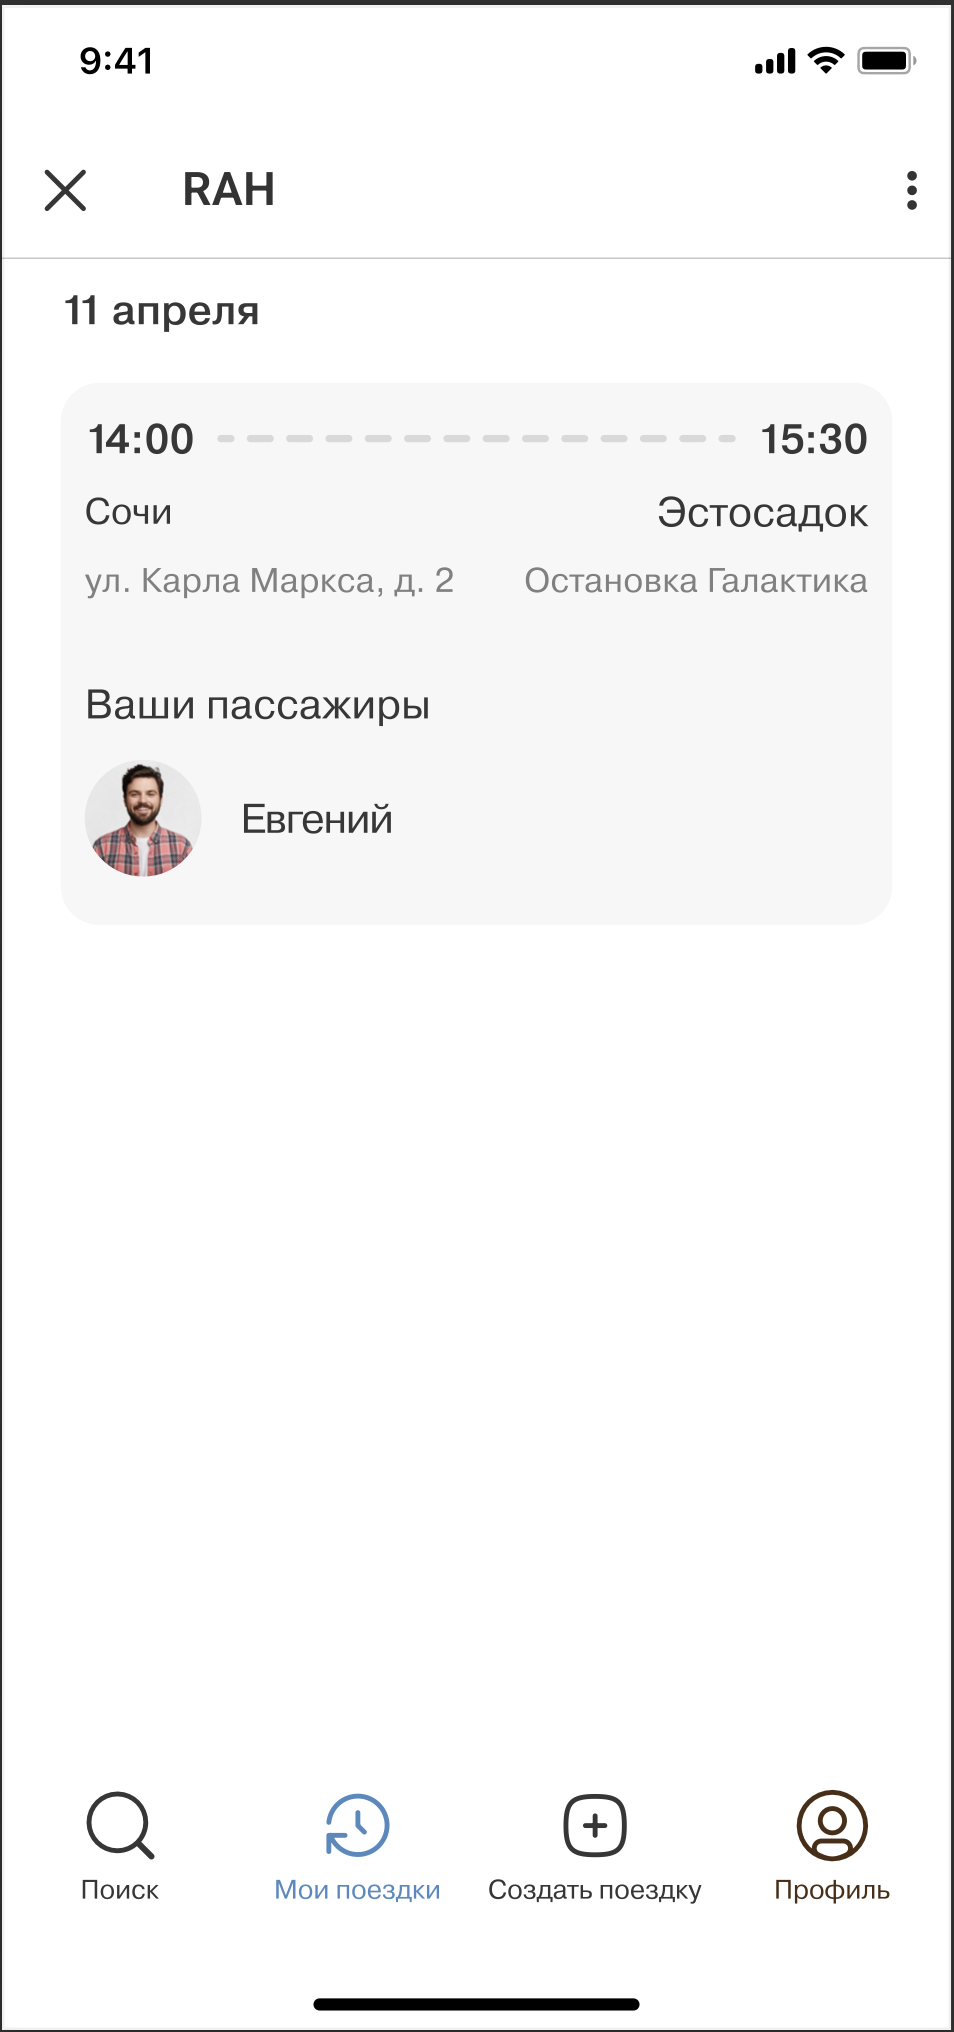 9:41
RAH
11 апреля
14:00 15:30
Сочи Эстосадок
ул. Карла Маркса, д. 2 Остановка Галактика
Ваши пассажиры
Евгений
Поиск Мои поездки Создать поездку Профиль